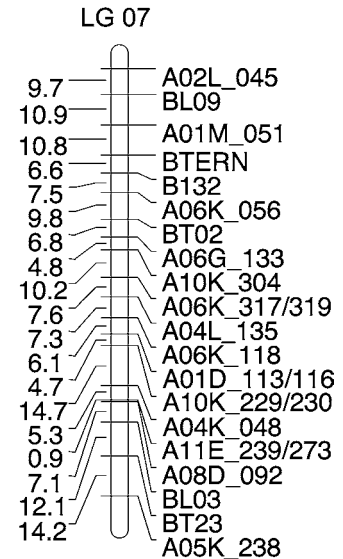 LG 07
A02L_045
9.7
BL09
10.9
A01M_051
10.8
BTERN
6.6
B132
7.5
A06K_056
9.8
BT02
6.8
A06G_133
4.8
A10K_304
10.2
A06K_317/319
7.6
A04L_135
7.3
A06K_118
6.1
A01D_113/116
4.7
A10K_229/230
14.7
A04K_048
5.3
A11E_239/273
0.9
A08D_092
7.1
BL03
12.1
BT23
14.2
A05K_238